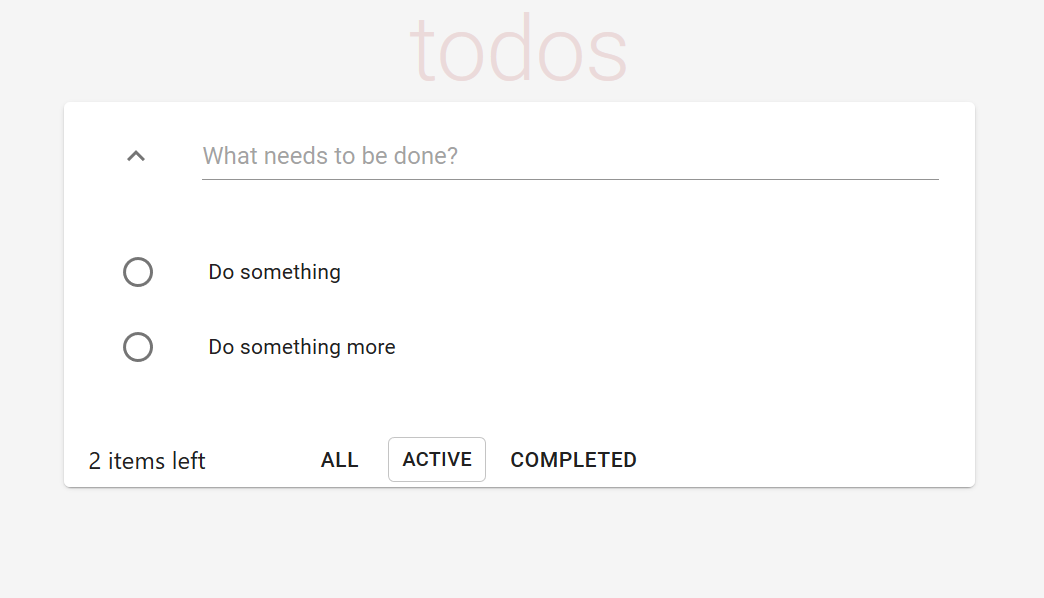 todos
What needs to be done?
Do something
Do something more
2 items left ALL ACTIVE COMPLETED